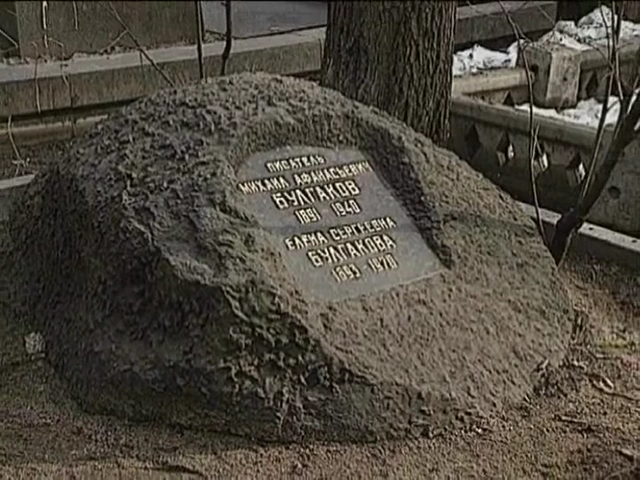 ПИСАТЕЛЬ
МИХАИЛ АФАНАСЬЕВИЧ
БУЛГАКОВ
1891 1940
ЕЛЕНА СЕРГЕЕВНА
БУЛГАКОВА
1893 - 1970